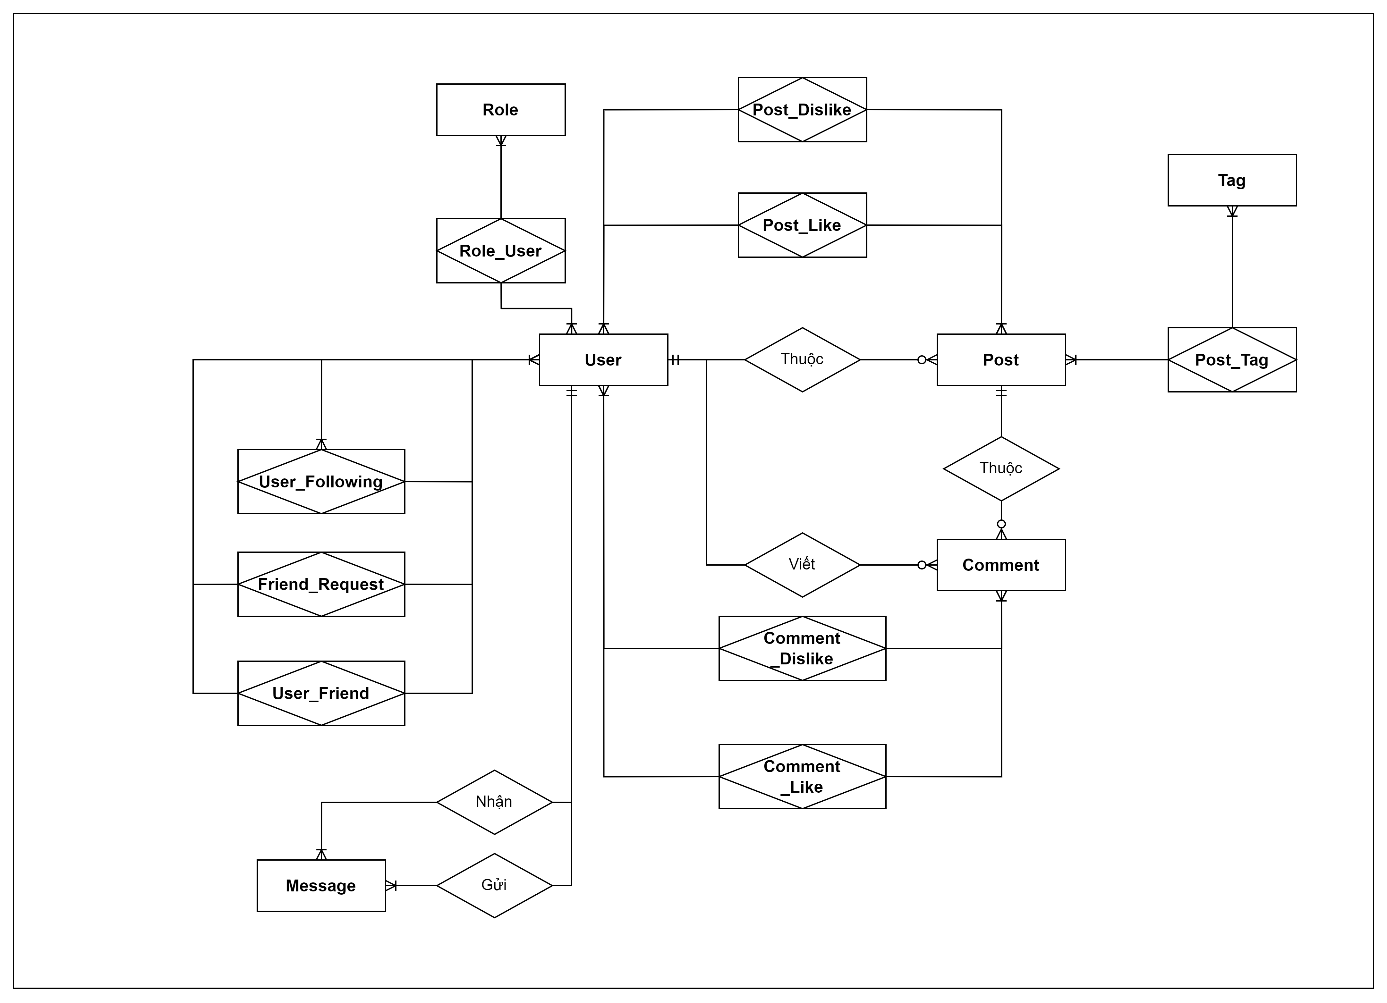 Role
Post_Dislike
Tag
Post_Like
Role_User
User
Thuộc
Post
Post_Tag
User_Following
Thuộc
Friend_Request
Viết
Comment
Comment
_Dislike
User_Friend
Comment
_Like
Nhận
Message
Gửi